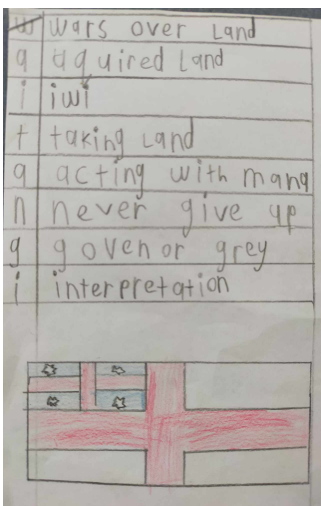 w wars over Land
a aquired Land
i iwi
t taking Land
a acting with mana
n never give up
g govenor grey
i interpretation